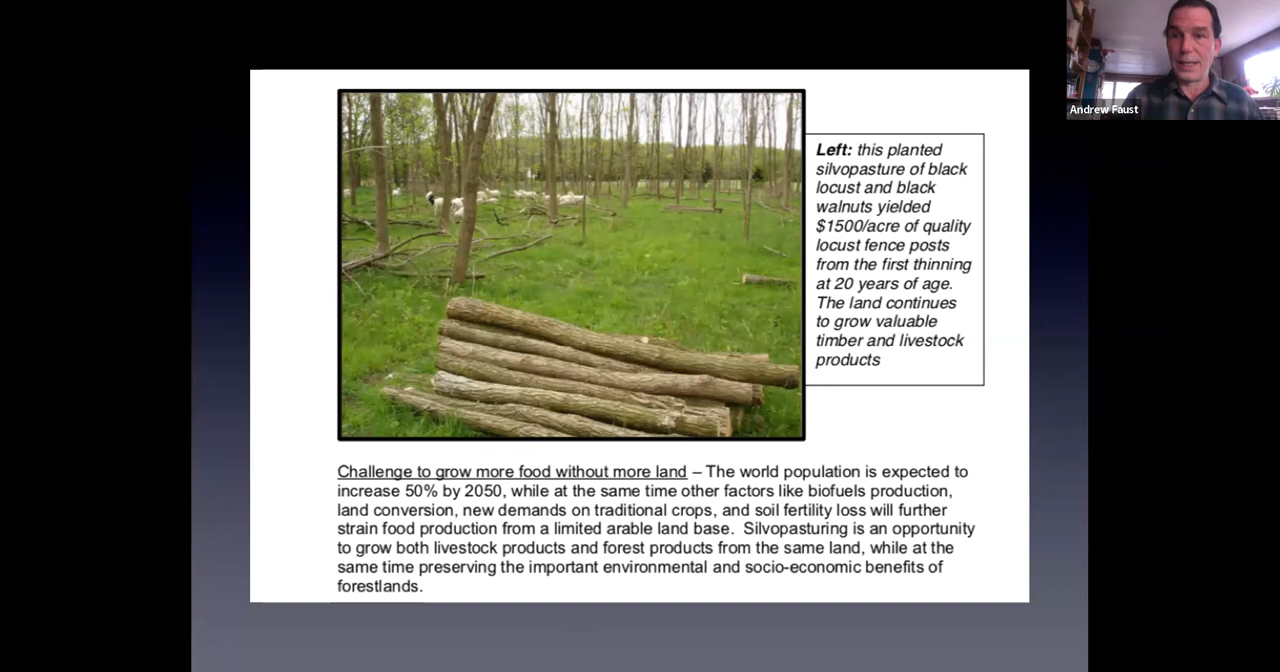 Andrew Faust
Left: this planted
silvopasture of black
locust and black
walnuts yielded
$1500/acre of quality
locust fence posts
from the first thinning
at 20 years of age.
The land continues
to grow valuable
timber and livestock
products
Challenge to grow more food without more land – The world population is expected to
increase 50% by 2050, while at the same time other factors like biofuels production,
land conversion, new demands on traditional crops, and soil fertility loss will further
strain food production from a limited arable land base.  Silvopasturing is an opportunity
to grow both livestock products and forest products from the same land, while at the
same time preserving the important environmental and socio-economic benefits of
forestlands.